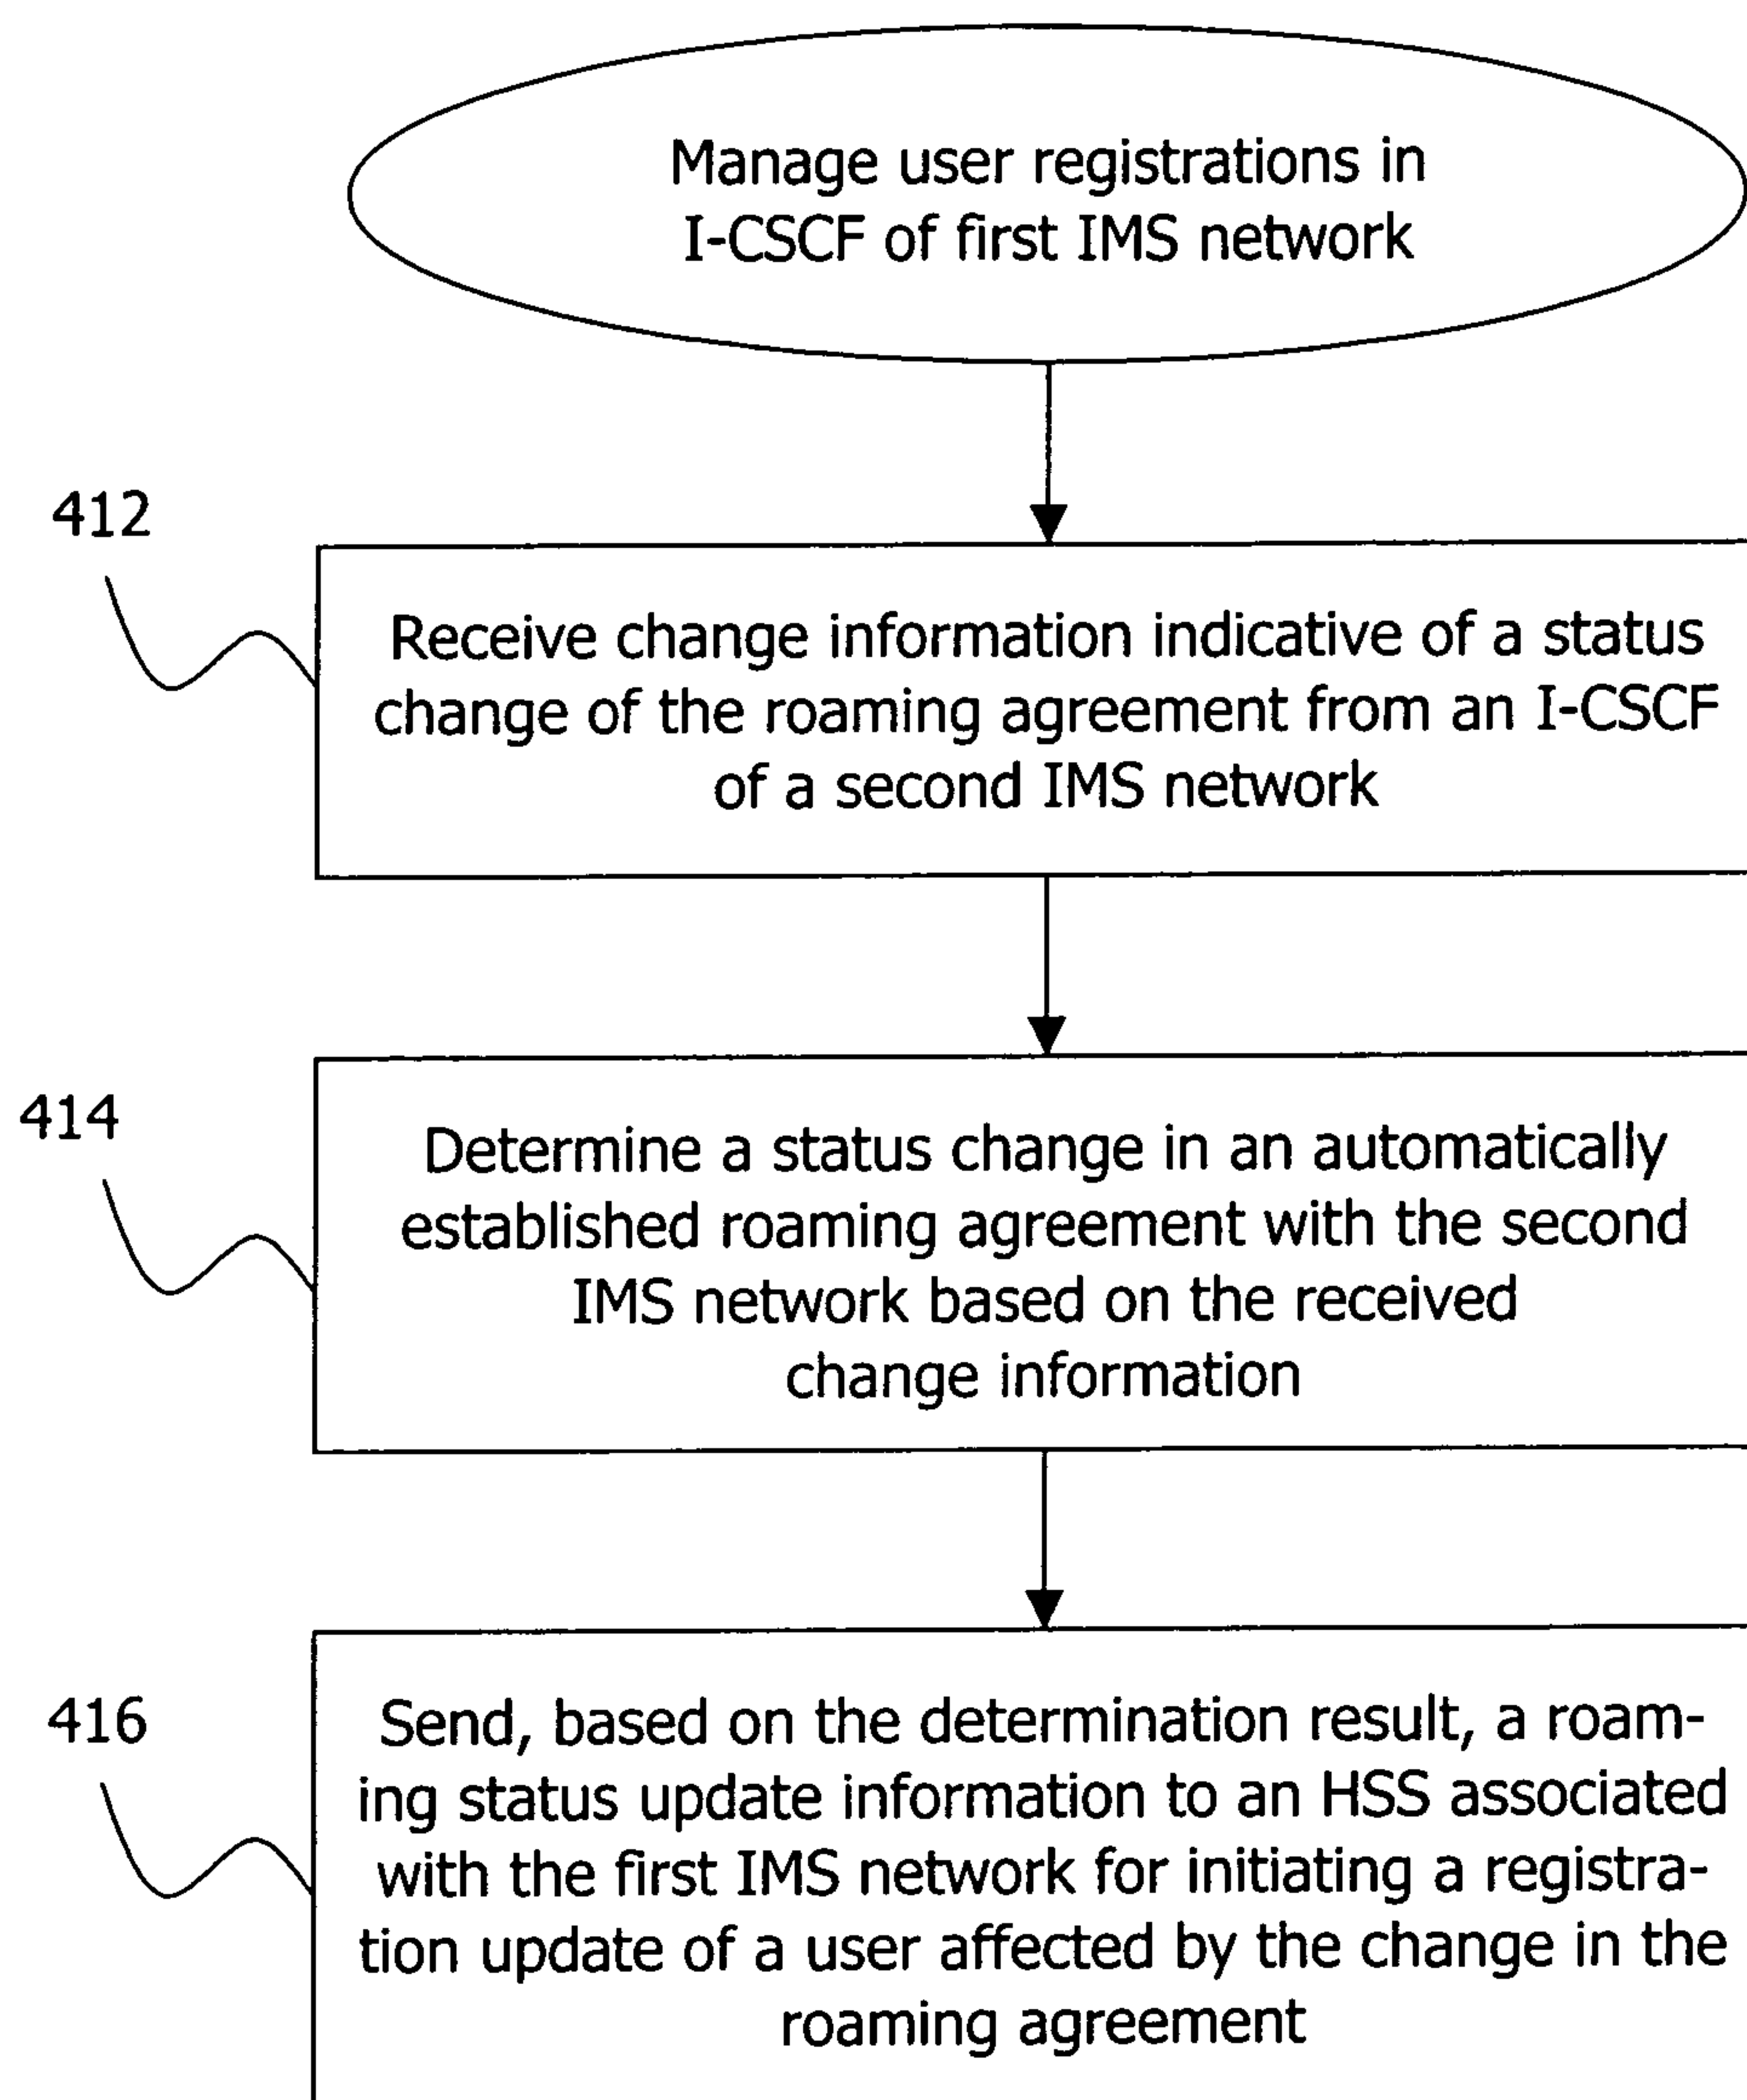 Manage user registrations in
I-CSCF of first IMS network
412
Receive change information indicative of a status
change of the roaming agreement from an I-CSCF
of a second IMS network
414
Determine a status change in an automatically
established roaming agreement with the second
IMS network based on the received
change information
416
Send, based on the determination result, a roam-
ing status update information to an HSS associated
with the first IMS network for initiating a registra-
tion update of a user affected by the change in the
roaming agreement